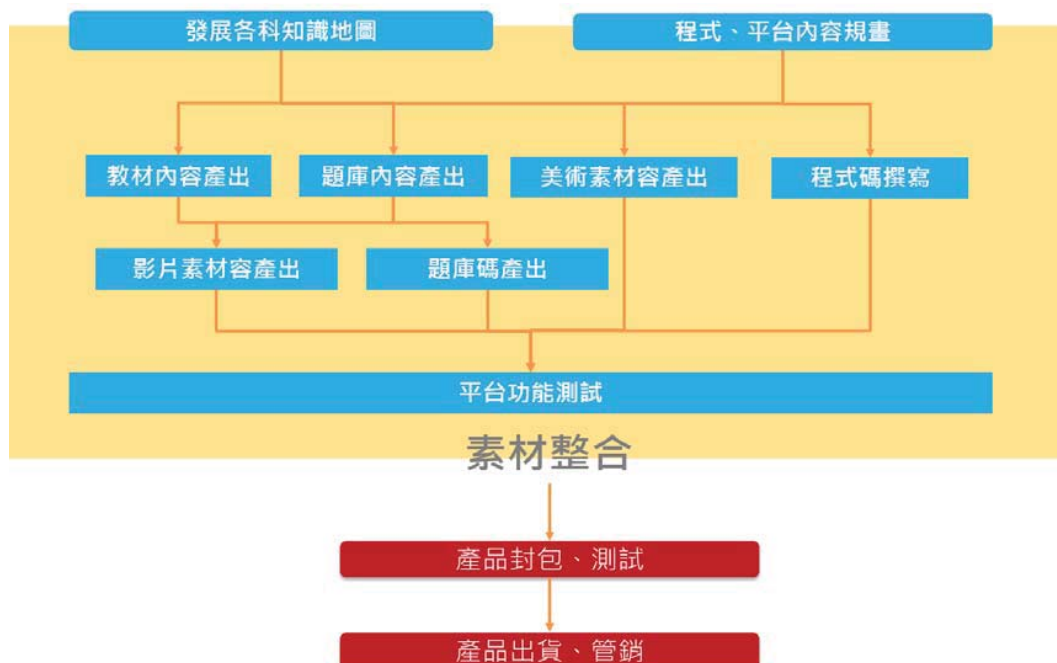 發展各科知識地圖
程式、平台內容規畫
教材內容產出
題庫內容產出
美術素材容產出
程式碼撰寫
影片素材容產出
題庫碼產出
平台功能測試
素材整合
產品封包、測試
產品出貨、管銷